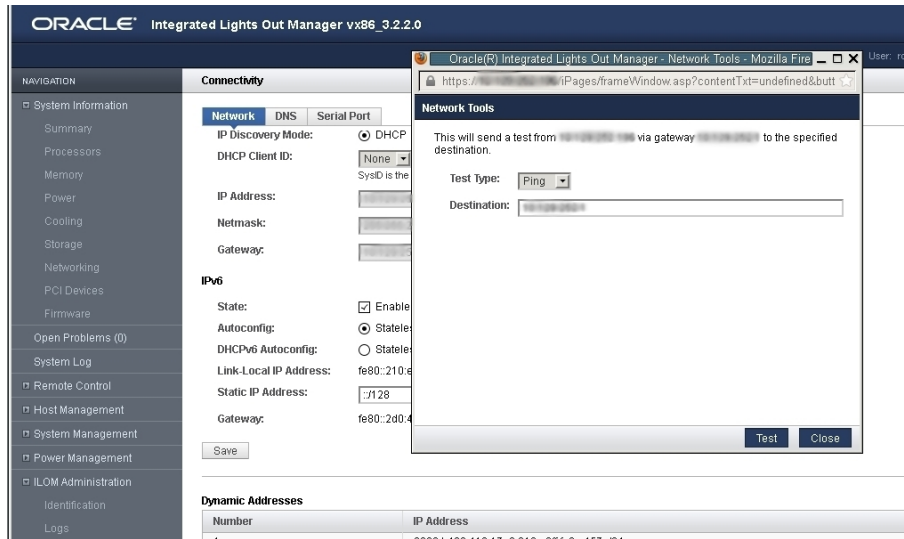 ORACLE® Integrated Lights Out Manager vx86_3.2.2.0
User:
NAVIGATION
System Information
Summary
Processors
Memory
Power
Cooling
Storage
Networking
PCI Devices
Firmware
Open Problems (0)
System Log
Remote Control
Host Management
System Management
Power Management
ILOM Administration
Identification
Logs
Connectivity
Network DNS Serial Port
IP Discovery Mode: DHCP
DHCP Client ID: None
SysID is the
IP Address:
Netmask:
Gateway:
IPv6
State: Enable
Autoconfig:
DHCPv6 Autoconfig:
Link-Local IP Address: fe80::210:e
Static IP Address: ::/128
Gateway: fe80::2d0:4
Save
Dynamic Addresses
Number IP Address
Oracle(R) Integrated Lights Out Manager - Network Tools - Mozilla Fire
https:// /iPages/frameWindow.asp?contentTxt=undefined&butt
Network Tools
This will send a test from via gateway to the specified
destination.
Test Type: Ping
Destination:
Test Close